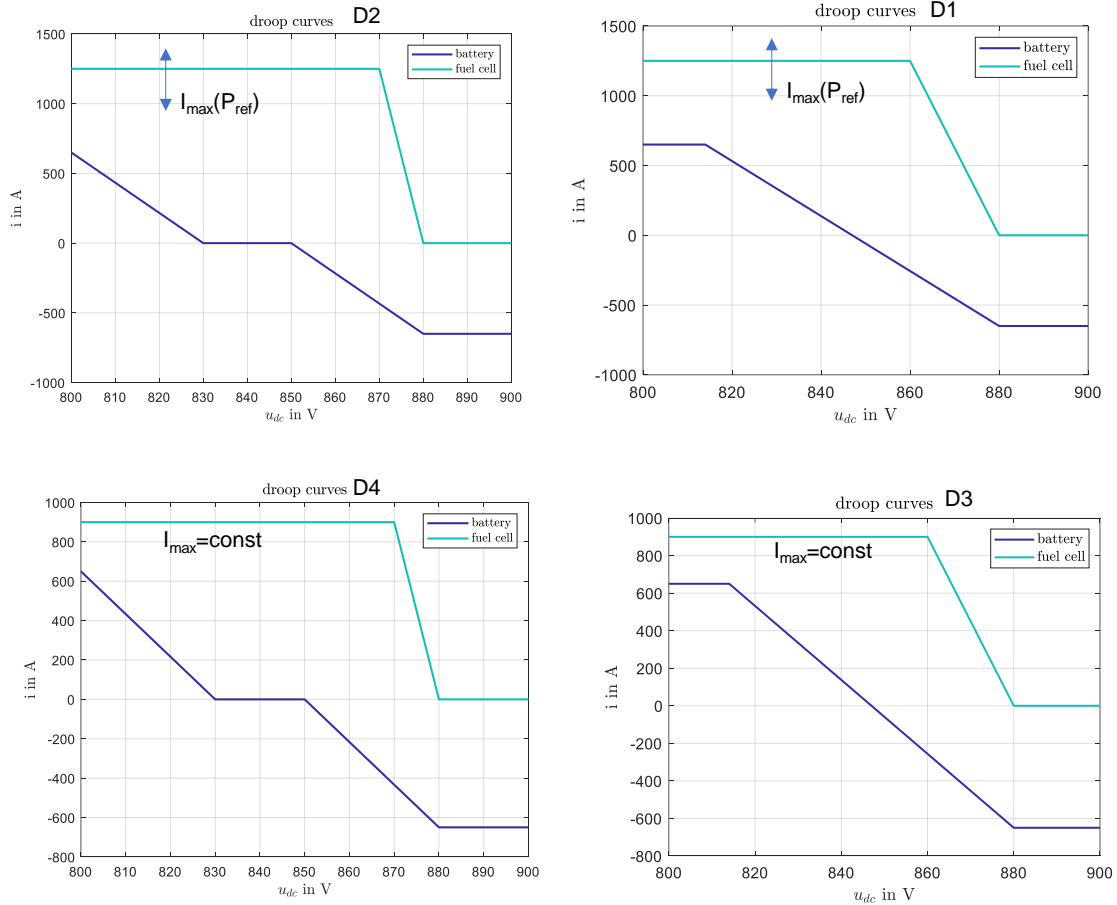 droop curves D2
battery
fuel cell
I_max(P_ref)
1500
1000
500
0
-500
-1000
i in A
800 810 820 830 840 850 860 870 880 890 900
u_dc in V
droop curves D1
battery
fuel cell
I_max(P_ref)
1500
1000
500
0
-500
-1000
i in A
800 820 840 860 880 900
u_dc in V
droop curves D4
battery
fuel cell
I_max=const
1000
800
600
400
200
0
-200
-400
-600
-800
i in A
800 810 820 830 840 850 860 870 880 890 900
u_dc in V
droop curves D3
battery
fuel cell
I_max=const
1000
800
600
400
200
0
-200
-400
-600
-800
i in A
800 820 840 860 880 900
u_dc in V